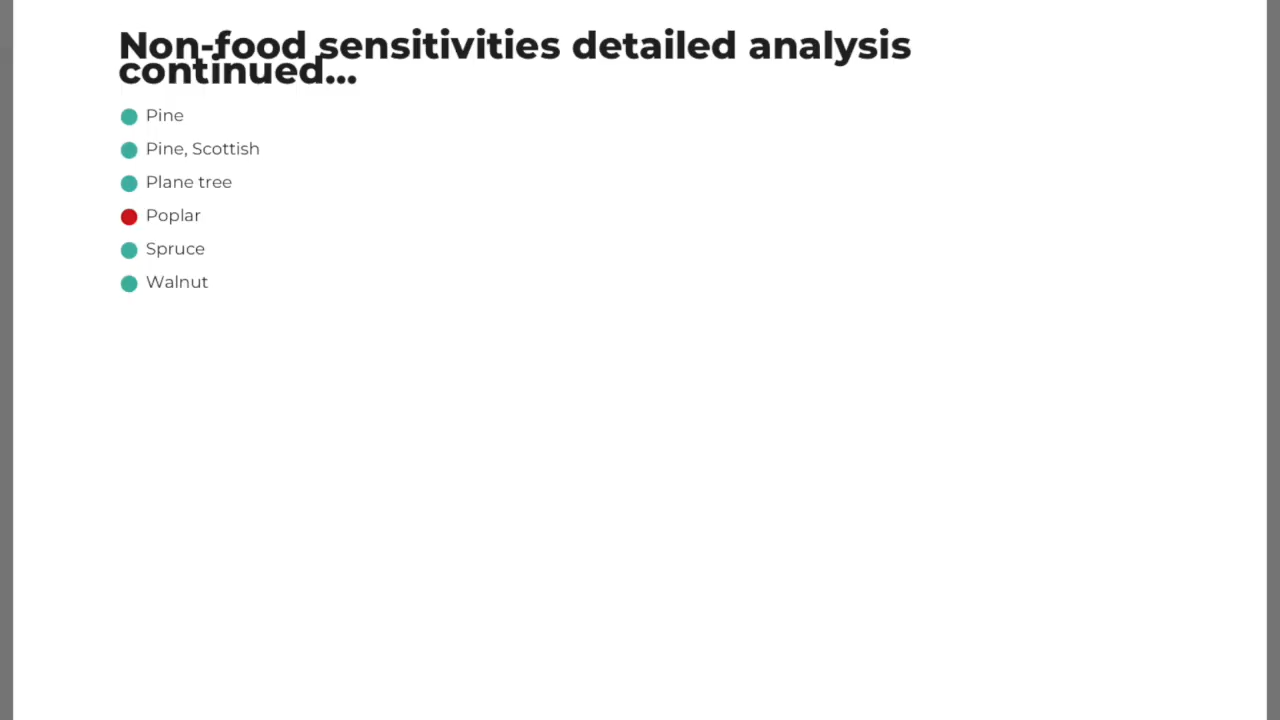 Non-food sensitivities detailed analysis
continued...
Pine
Pine, Scottish
Plane tree
Poplar
Spruce
Walnut